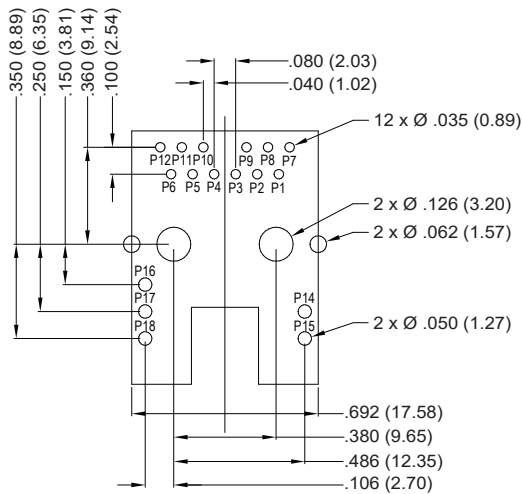 .350 (8.89)
.250 (6.35)
.150 (3.81)
.360 (9.14)
.100 (2.54)
.080 (2.03)
.040 (1.02)
12 x Ø .035 (0.89)
P12 P11 P10 P9 P8 P7
P6 P5 P4 P3 P2 P1
2 x Ø .126 (3.20)
2 x Ø .062 (1.57)
P16
P17 P14
P18 P15
2 x Ø .050 (1.27)
.692 (17.58)
.380 (9.65)
.486 (12.35)
.106 (2.70)